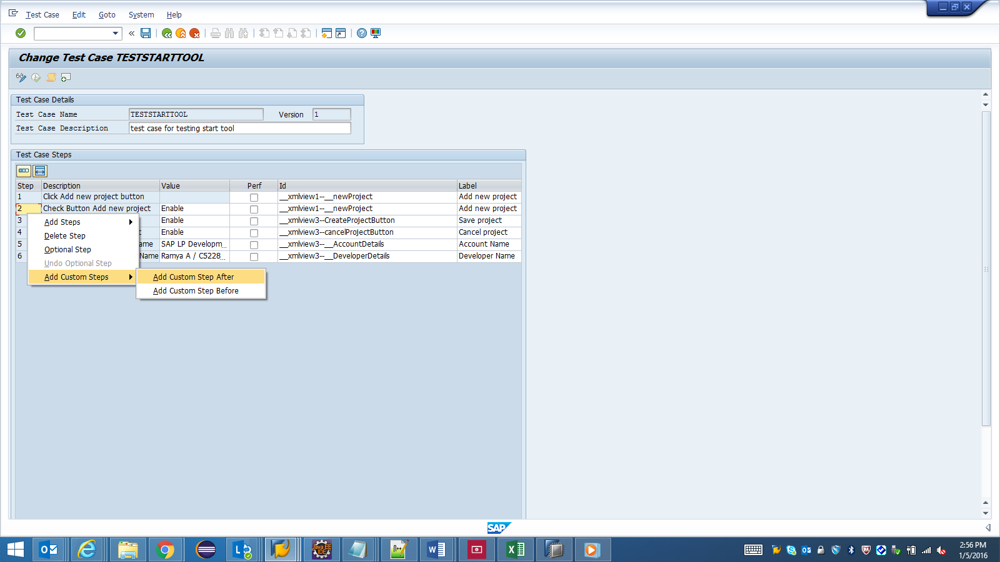 Test Case Edit Goto System Help
Change Test Case TESTSTARTTOOL
Test Case Details
Test Case Name TESTSTARTTOOL Version 1
Test Case Description test case for testing start tool
Test Case Steps
Step Description Value Perf Id Label
1 Click Add new project button __xmlview1--__newProject Add new project
2 Check Button Add new project Enable __xmlview1--__newProject Add new project
3 Enable __xmlview3--CreateProjectButton Save project
4 Enable __xmlview3--cancelProjectButton Cancel project
5 ame SAP LP Developm... __xmlview3--__AccountDetails Account Name
6 Name Ramya A / C5228... __xmlview3--__DeveloperDetails Developer Name
Add Steps
Delete Step
Optional Step
Undo Optional Step
Add Custom Steps
Add Custom Step After
Add Custom Step Before
SAP
Java EE
IDE
2:56 PM
1/5/2016